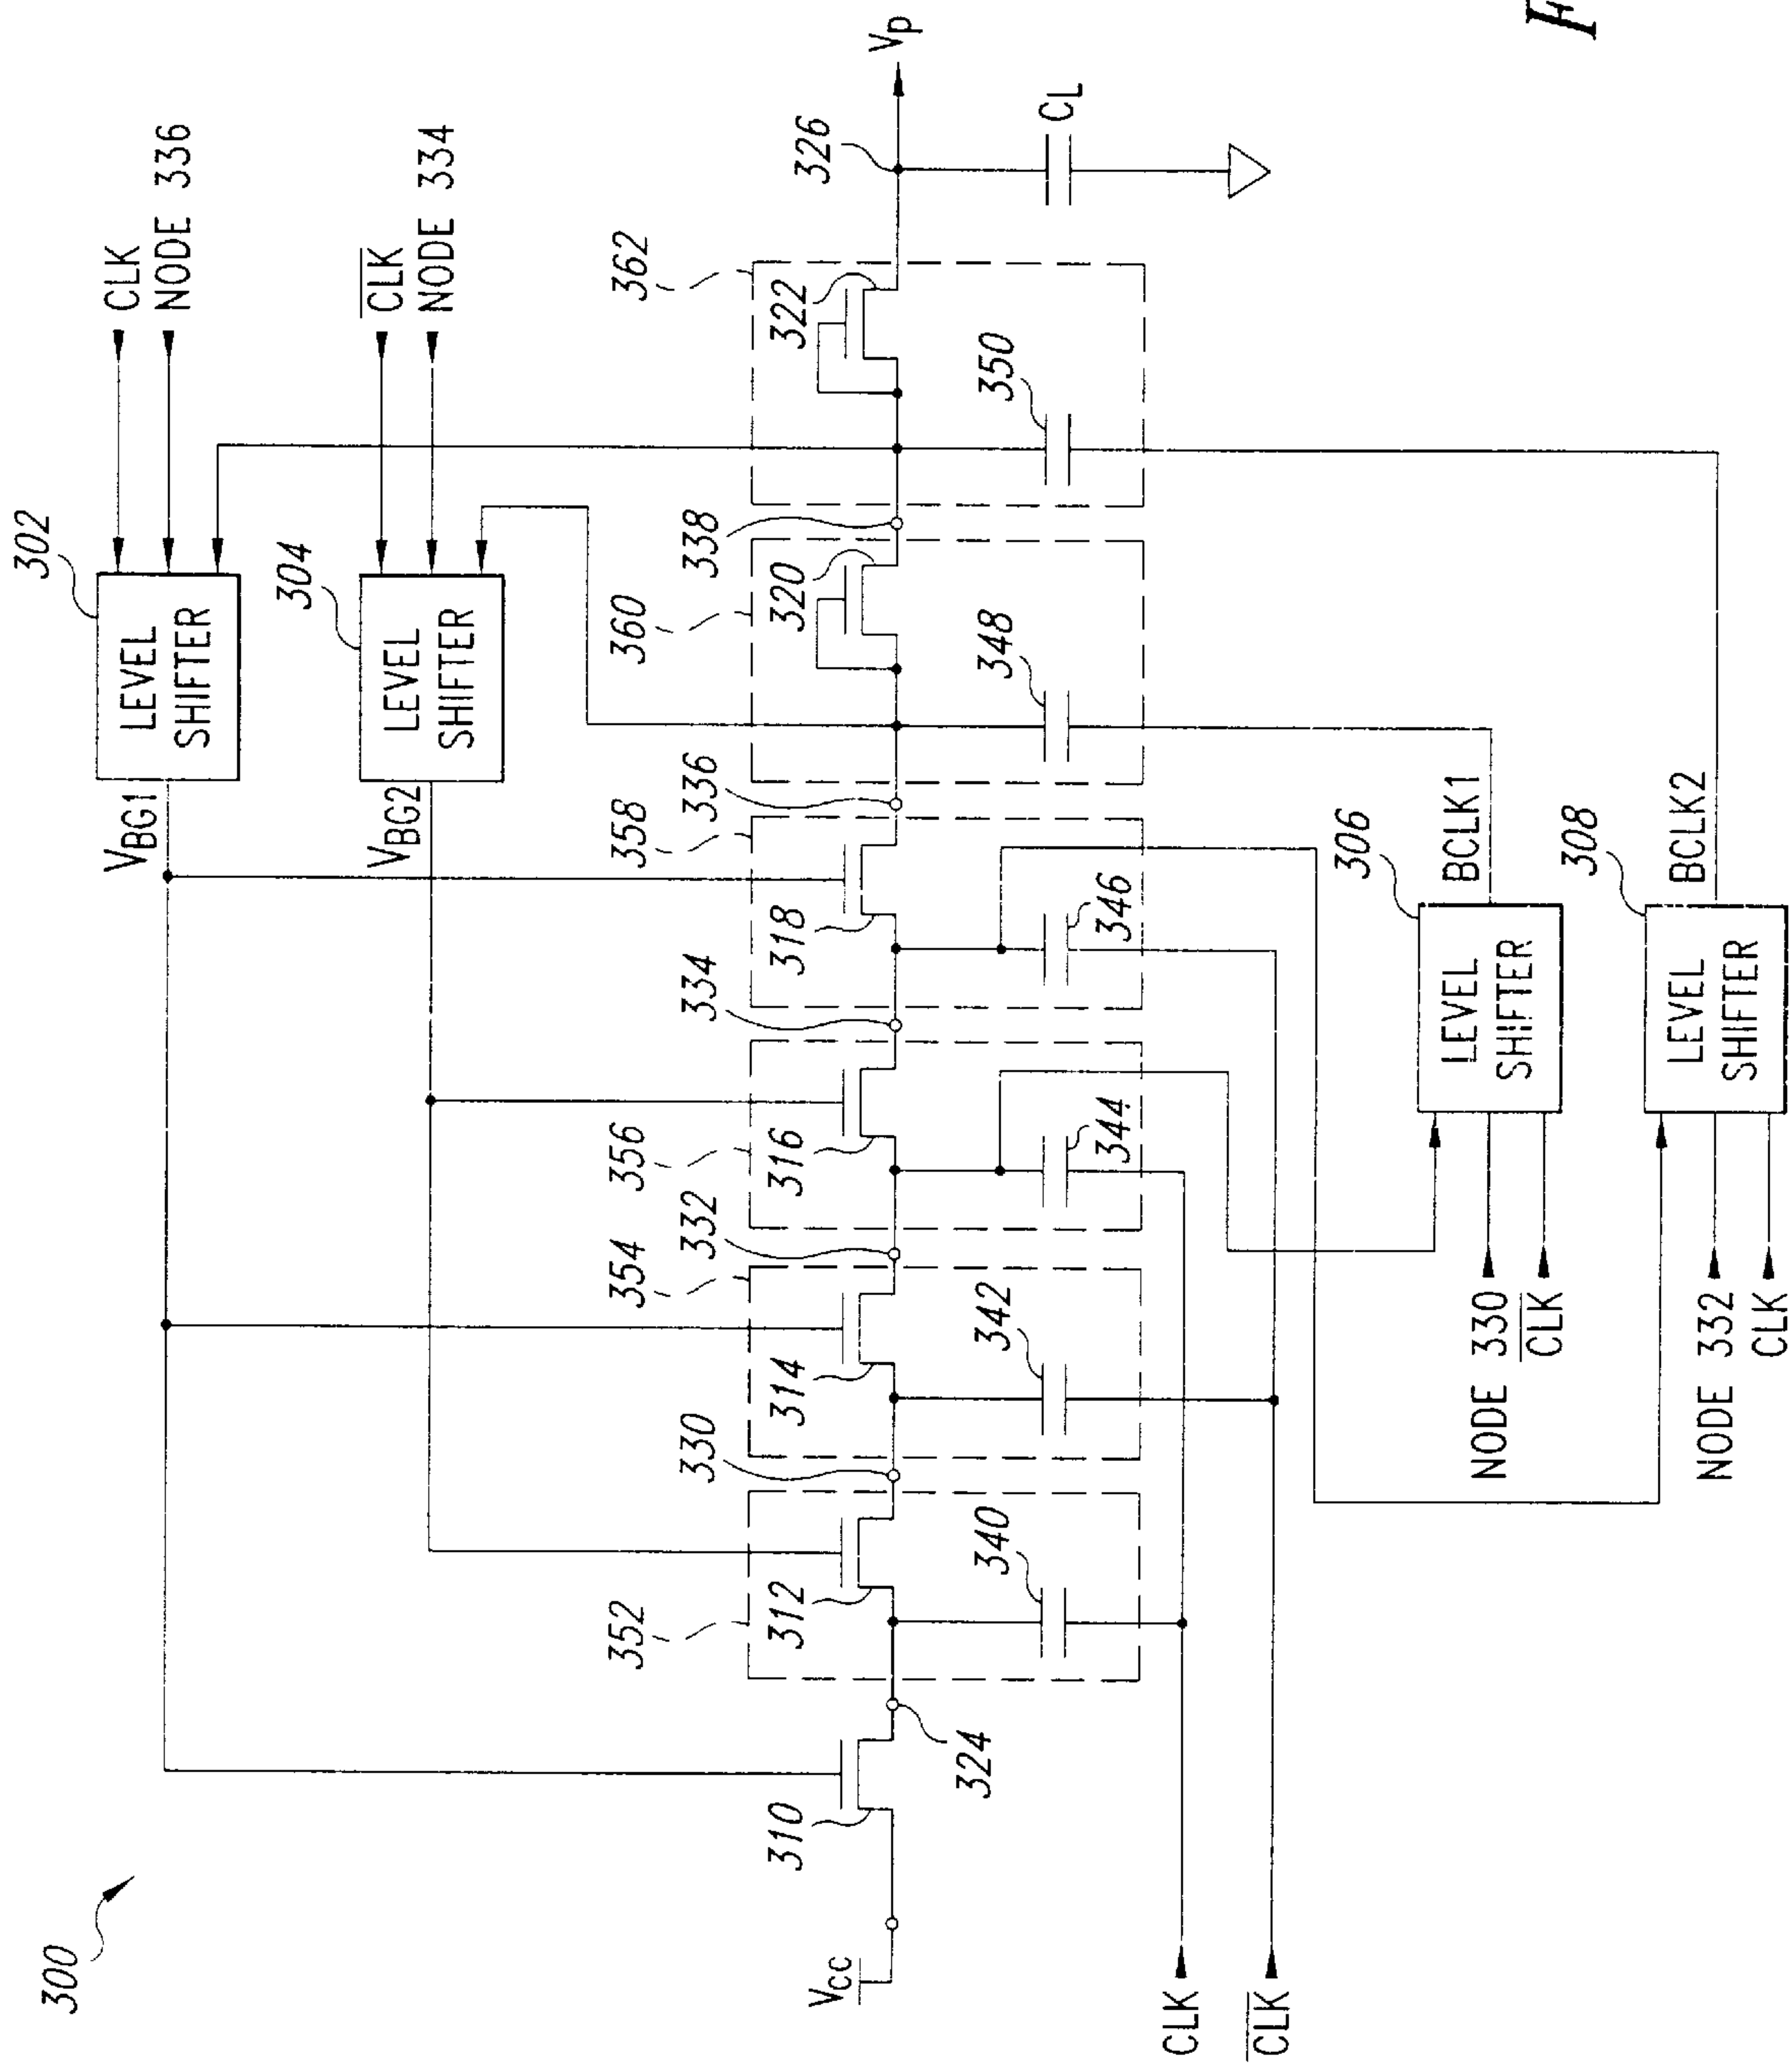 300
302
CLK
NODE 336
LEVEL
SHIFTER
VBG1
304
C̅L̅K̅
NODE 334
LEVEL
SHIFTER
VBG2
352
354
356
358
360
362
310
312
314
316
318
320
322
326
Vp
VCC
324
330
332
334
336
338
340
342
344
346
348
350
CL
CLK
C̅L̅K̅
306
LEVEL
SHIFTER
BCLK1
NODE 330
C̅L̅K̅
308
LEVEL
SHIFTER
BCLK2
NODE 332
CLK